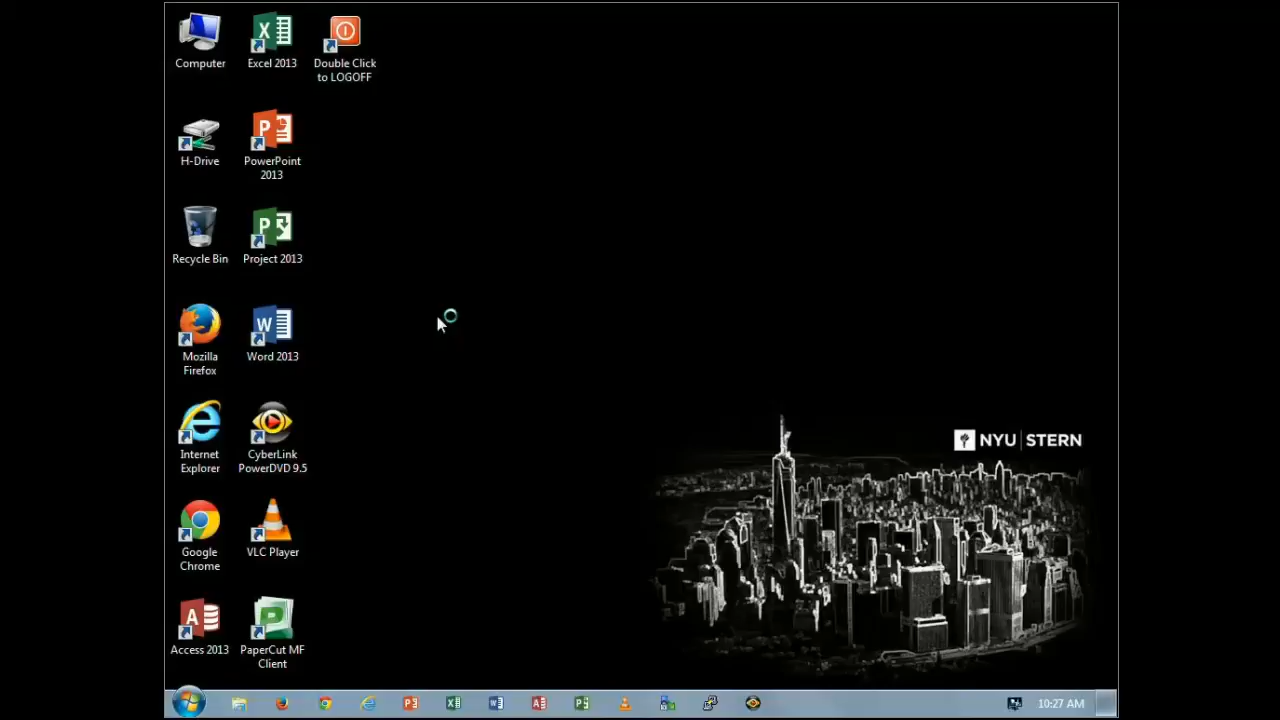 Computer
Excel 2013
Double Click
to LOGOFF
H-Drive
PowerPoint
2013
Recycle Bin
Project 2013
Mozilla
Firefox
Word 2013
Internet
Explorer
CyberLink
PowerDVD 9.5
Google
Chrome
VLC Player
Access 2013
PaperCut MF
Client
NYU STERN
10:27 AM